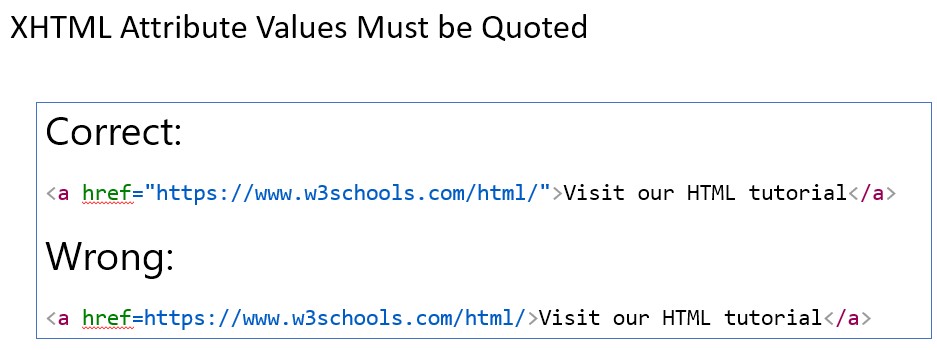 XHTML Attribute Values Must be Quoted
Correct:
<a href="https://www.w3schools.com/html/">Visit our HTML tutorial</a>
Wrong:
<a href=https://www.w3schools.com/html/>Visit our HTML tutorial</a>